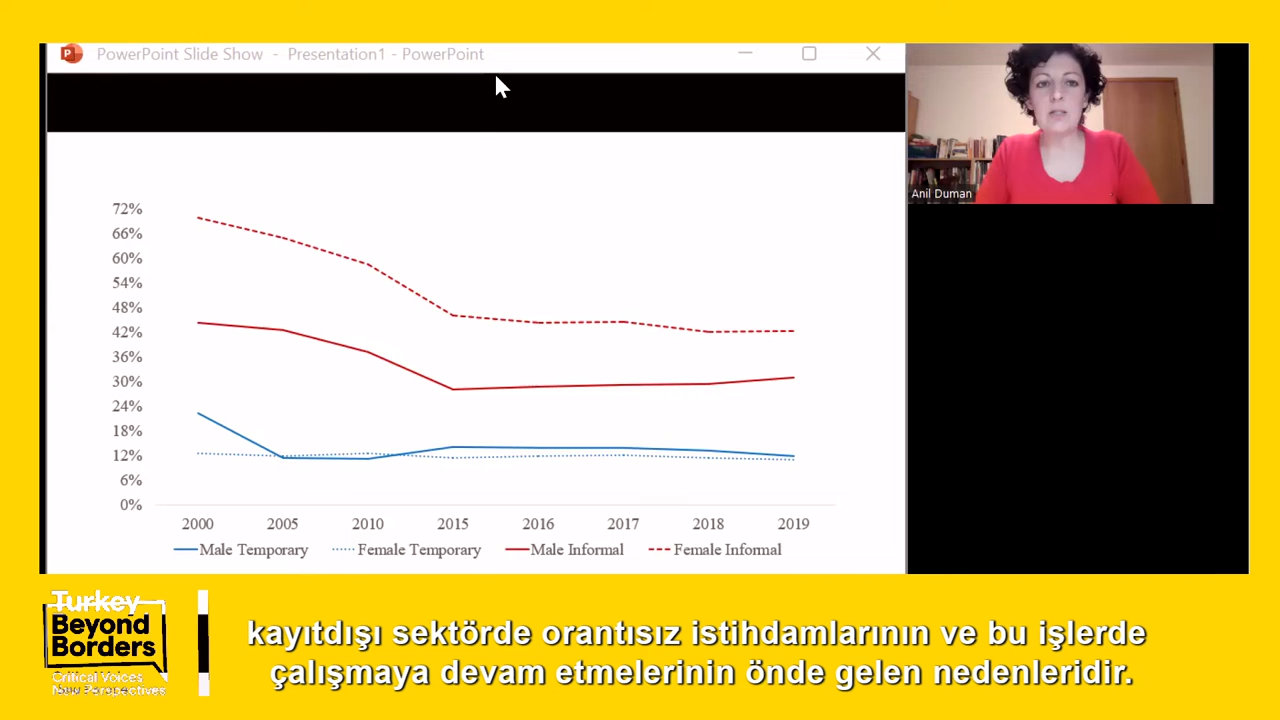 PowerPoint Slide Show - Presentation1 - PowerPoint
Anil Duman
72%
66%
60%
54%
48%
42%
36%
30%
24%
18%
12%
6%
0%
2000 2005 2010 2015 2016 2017 2018 2019
Male Temporary Female Temporary Male Informal Female Informal
Turkey
Beyond
Borders
Critical Voices
New Perspectives
kayıtdışı sektörde orantısız istihdamlarının ve bu işlerde
çalışmaya devam etmelerinin önde gelen nedenleridir.